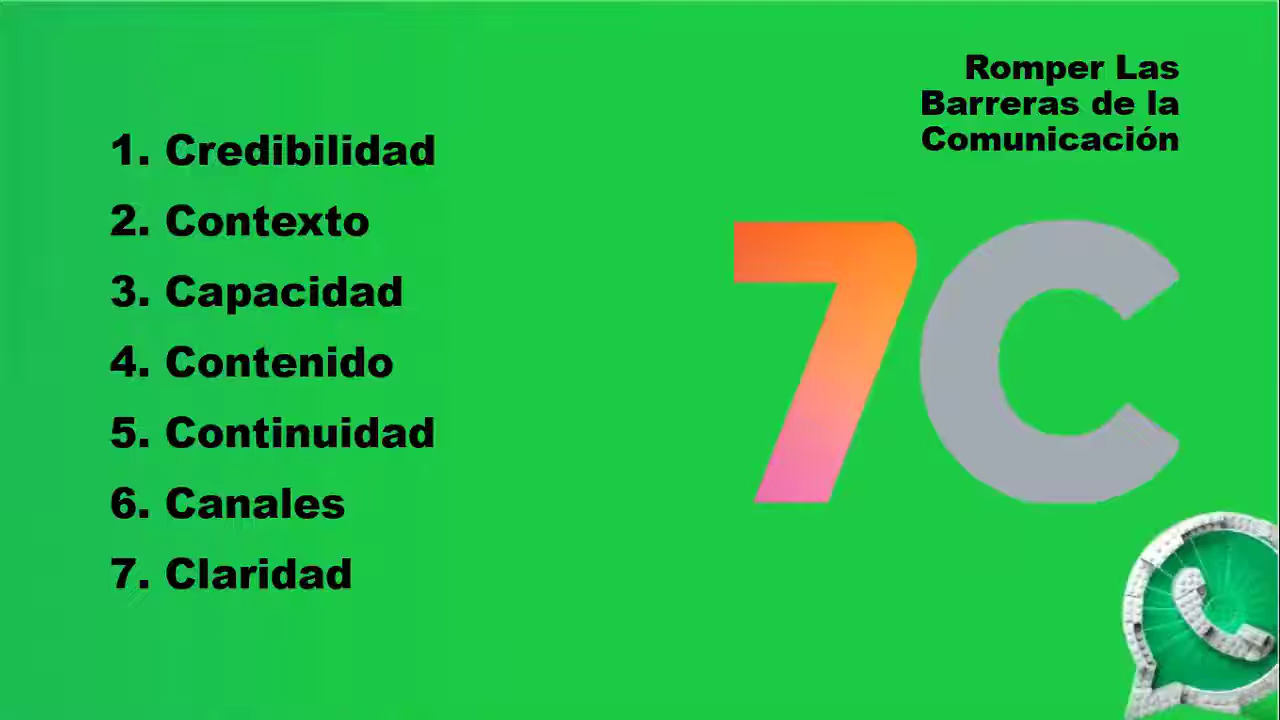 Romper Las
Barreras de la
Comunicación
1. Credibilidad
2. Contexto
3. Capacidad
4. Contenido
5. Continuidad
6. Canales
7. Claridad
7C